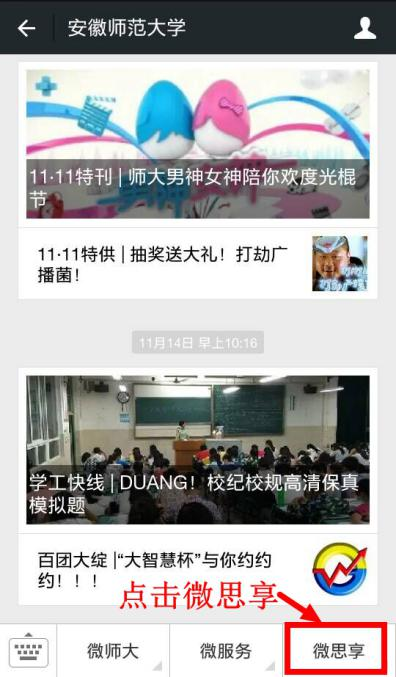 安徽师范大学
11·11特刊 | 师大男神女神陪你欢度光棍
节
11·11特供 | 抽奖送大礼！打劫广
播菌！
11月14日 早上10:16
学工快线 | DUANG！校纪校规高清保真
模拟题
百团大绽 |“大智慧杯”与你约约
约！！！
点击微思享
微师大
微服务
微思享